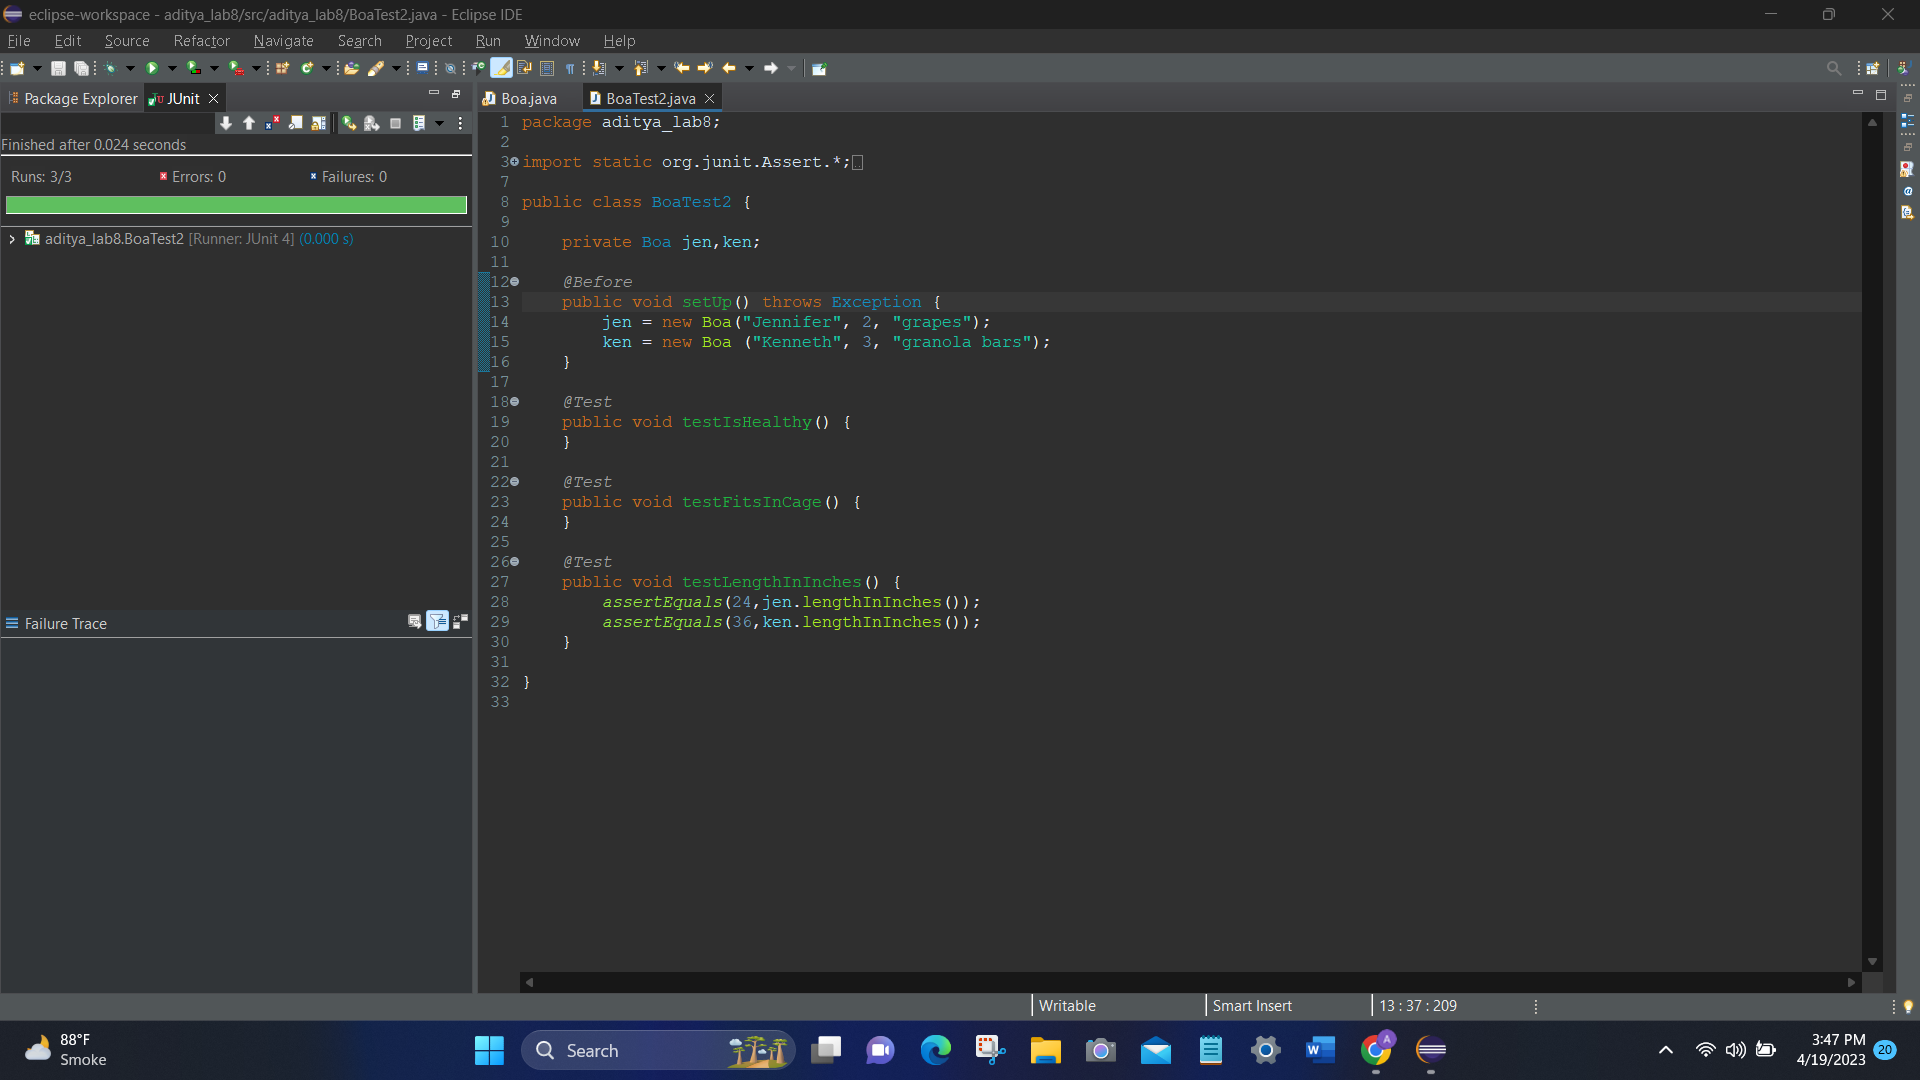 eclipse-workspace - aditya_lab8/src/aditya_lab8/BoaTest2.java - Eclipse IDE
File Edit Source Refactor Navigate Search Project Run Window Help
Package Explorer JUnit
Boa.java BoaTest2.java
Finished after 0.024 seconds
Runs: 3/3 Errors: 0 Failures: 0
aditya_lab8.BoaTest2 [Runner: JUnit 4] (0.000 s)
Failure Trace
1 package aditya_lab8;
2
3 import static org.junit.Assert.*;
7
8 public class BoaTest2 {
9
10     private Boa jen,ken;
11
12     @Before
13     public void setUp() throws Exception {
14         jen = new Boa("Jennifer", 2, "grapes");
15         ken = new Boa ("Kenneth", 3, "granola bars");
16     }
17
18     @Test
19     public void testIsHealthy() {
20     }
21
22     @Test
23     public void testFitsInCage() {
24     }
25
26     @Test
27     public void testLengthInInches() {
28         assertEquals(24,jen.lengthInInches());
29         assertEquals(36,ken.lengthInInches());
30     }
31
32 }
33
Writable Smart Insert 13 : 37 : 209
88°F
Smoke
Search
3:47 PM
4/19/2023
20